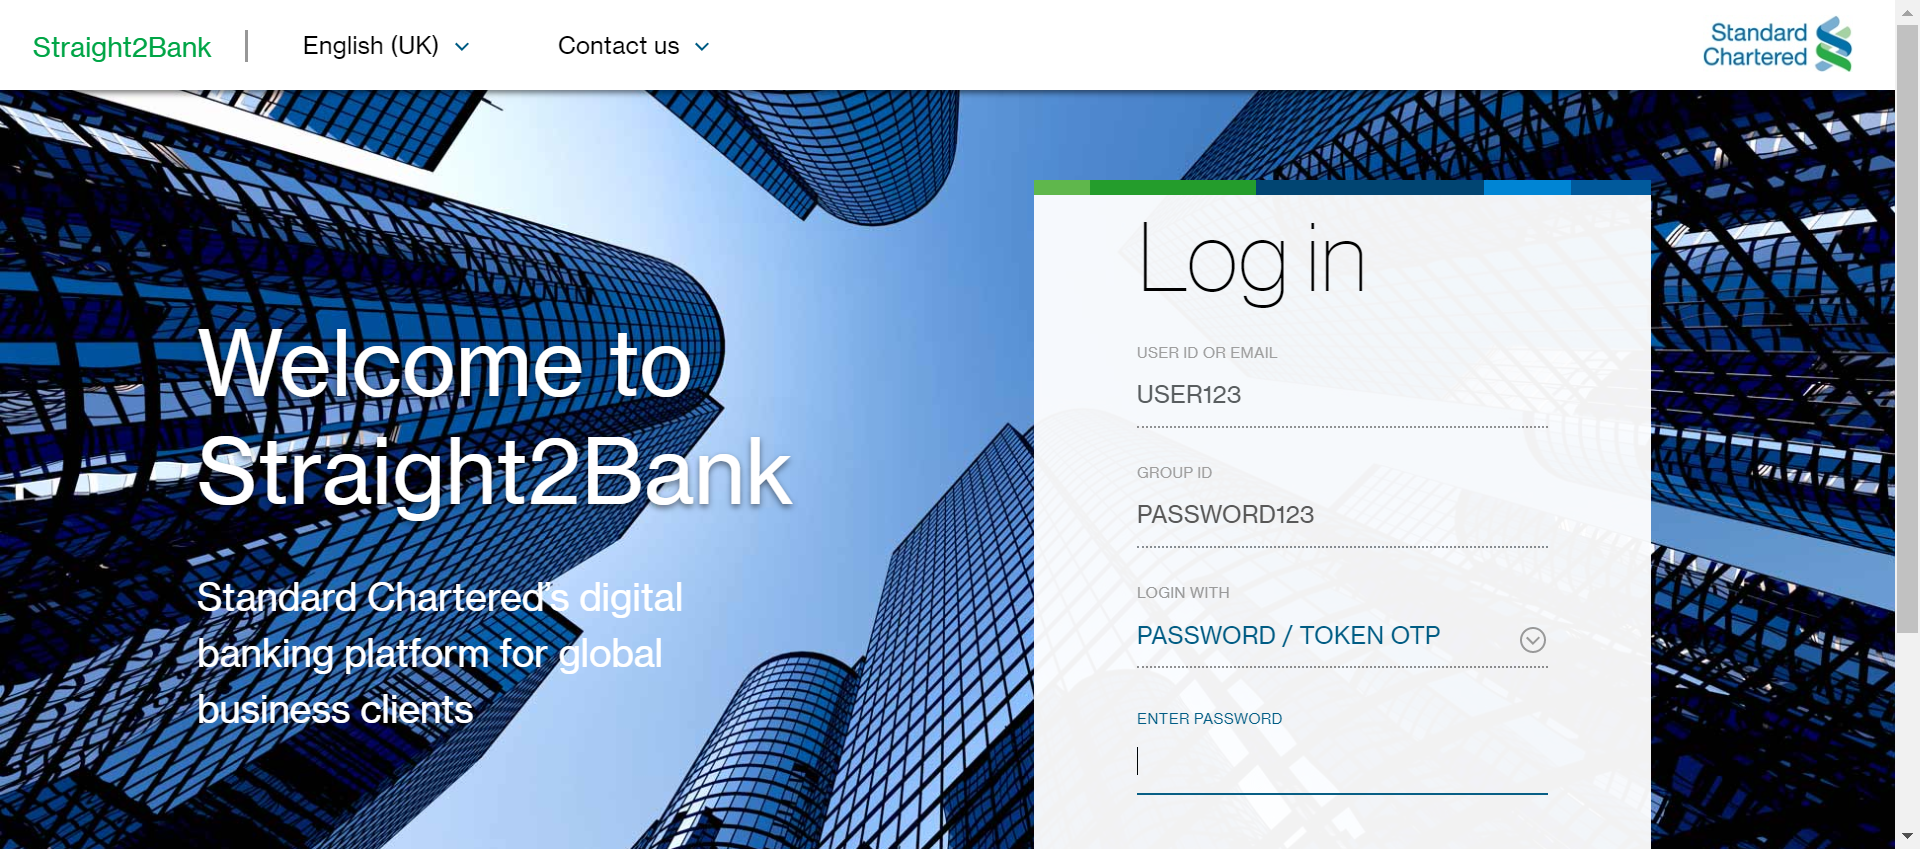 Straight2Bank
English (UK)
Contact us
Standard
Chartered
Welcome to
Straight2Bank
Standard Chartered's digital
banking platform for global
business clients
Log in
USER ID OR EMAIL
USER123
GROUP ID
PASSWORD123
LOGIN WITH
PASSWORD / TOKEN OTP
ENTER PASSWORD